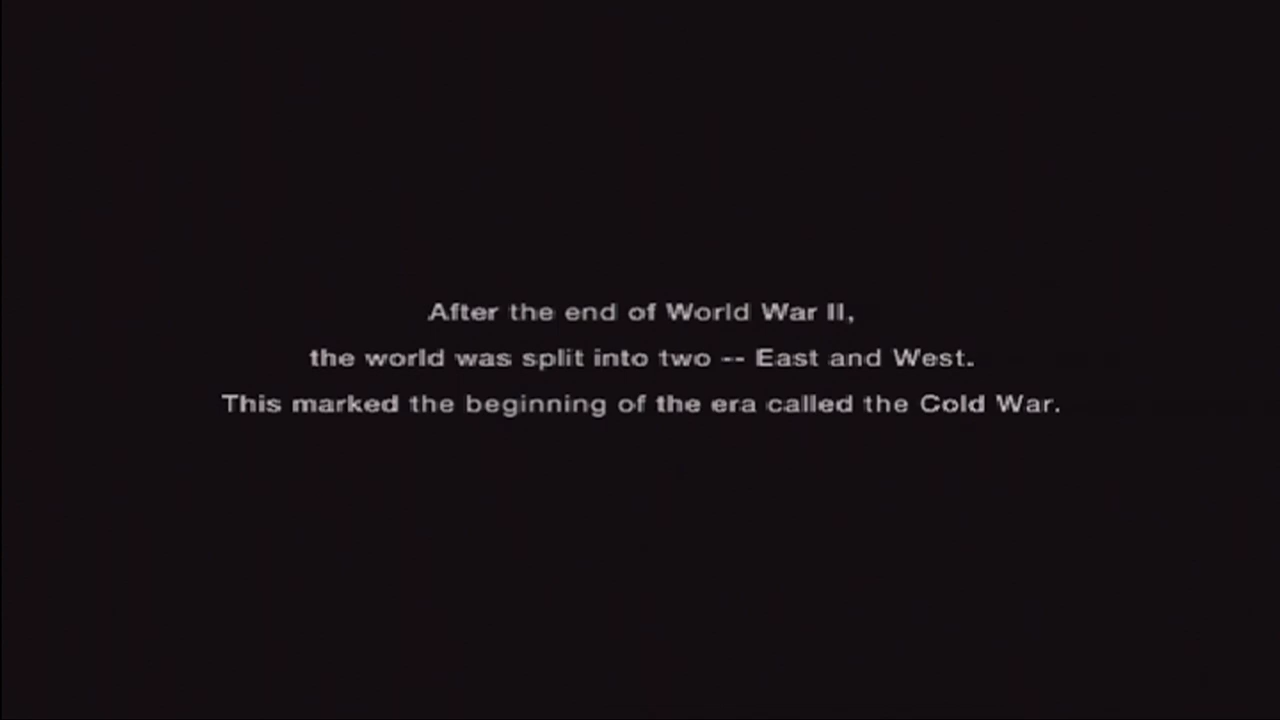 After the end of World War II,
the world was split into two -- East and West.
This marked the beginning of the era called the Cold War.